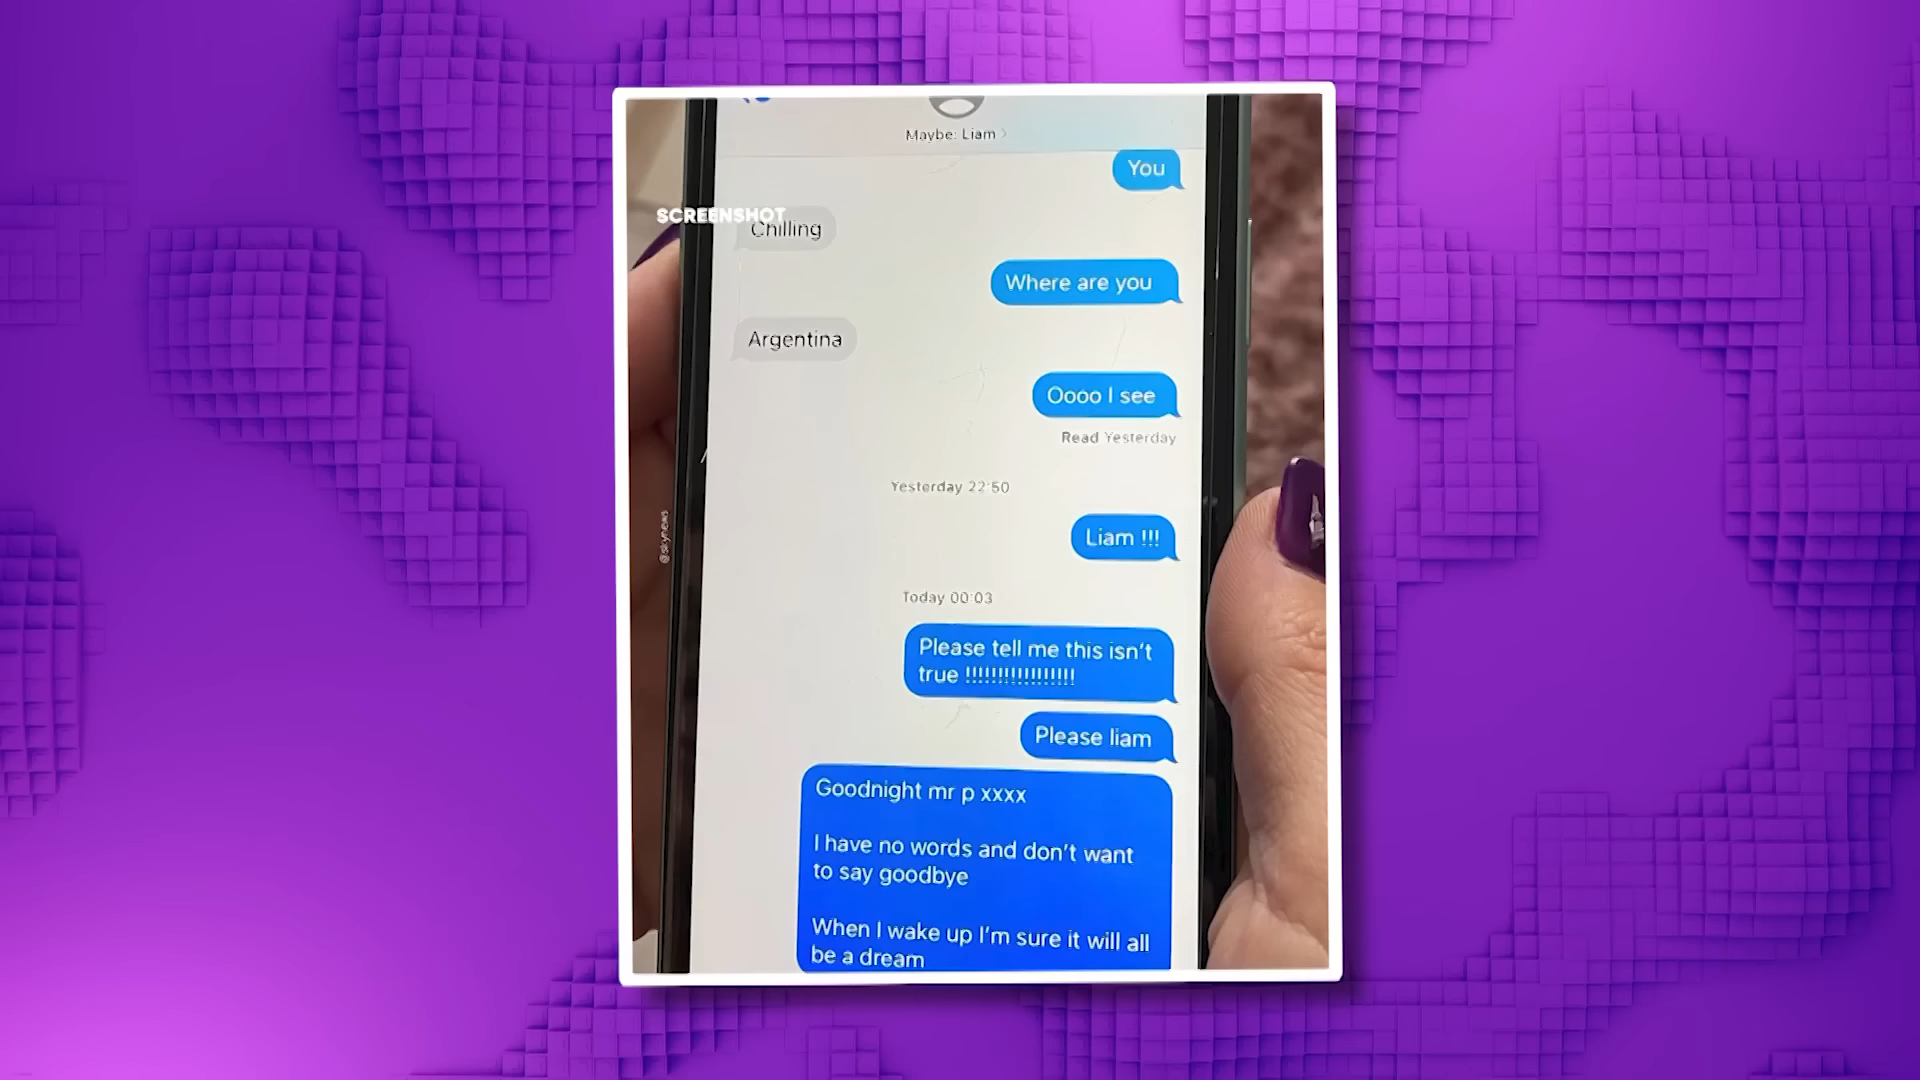 Maybe: Liam
You
SCREENSHOT
Chilling
Where are you
Argentina
Oooo I see
Read Yesterday
Yesterday 22:50
@skynews
Liam !!!
Today 00:03
Please tell me this isn't
true !!!!!!!!!!!!!!!!!
Please liam
Goodnight mr p xxxx
I have no words and don't want
to say goodbye
When I wake up I'm sure it will all
be a dream